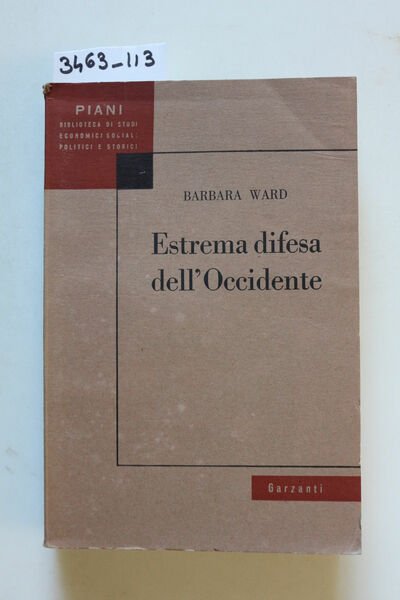 3463_113
PIANI
BIBLIOTECA DI STUDI
ECONOMICI SOCIALI
POLITICI E STORICI
BARBARA WARD
Estrema difesa
dell'Occidente
Garzanti